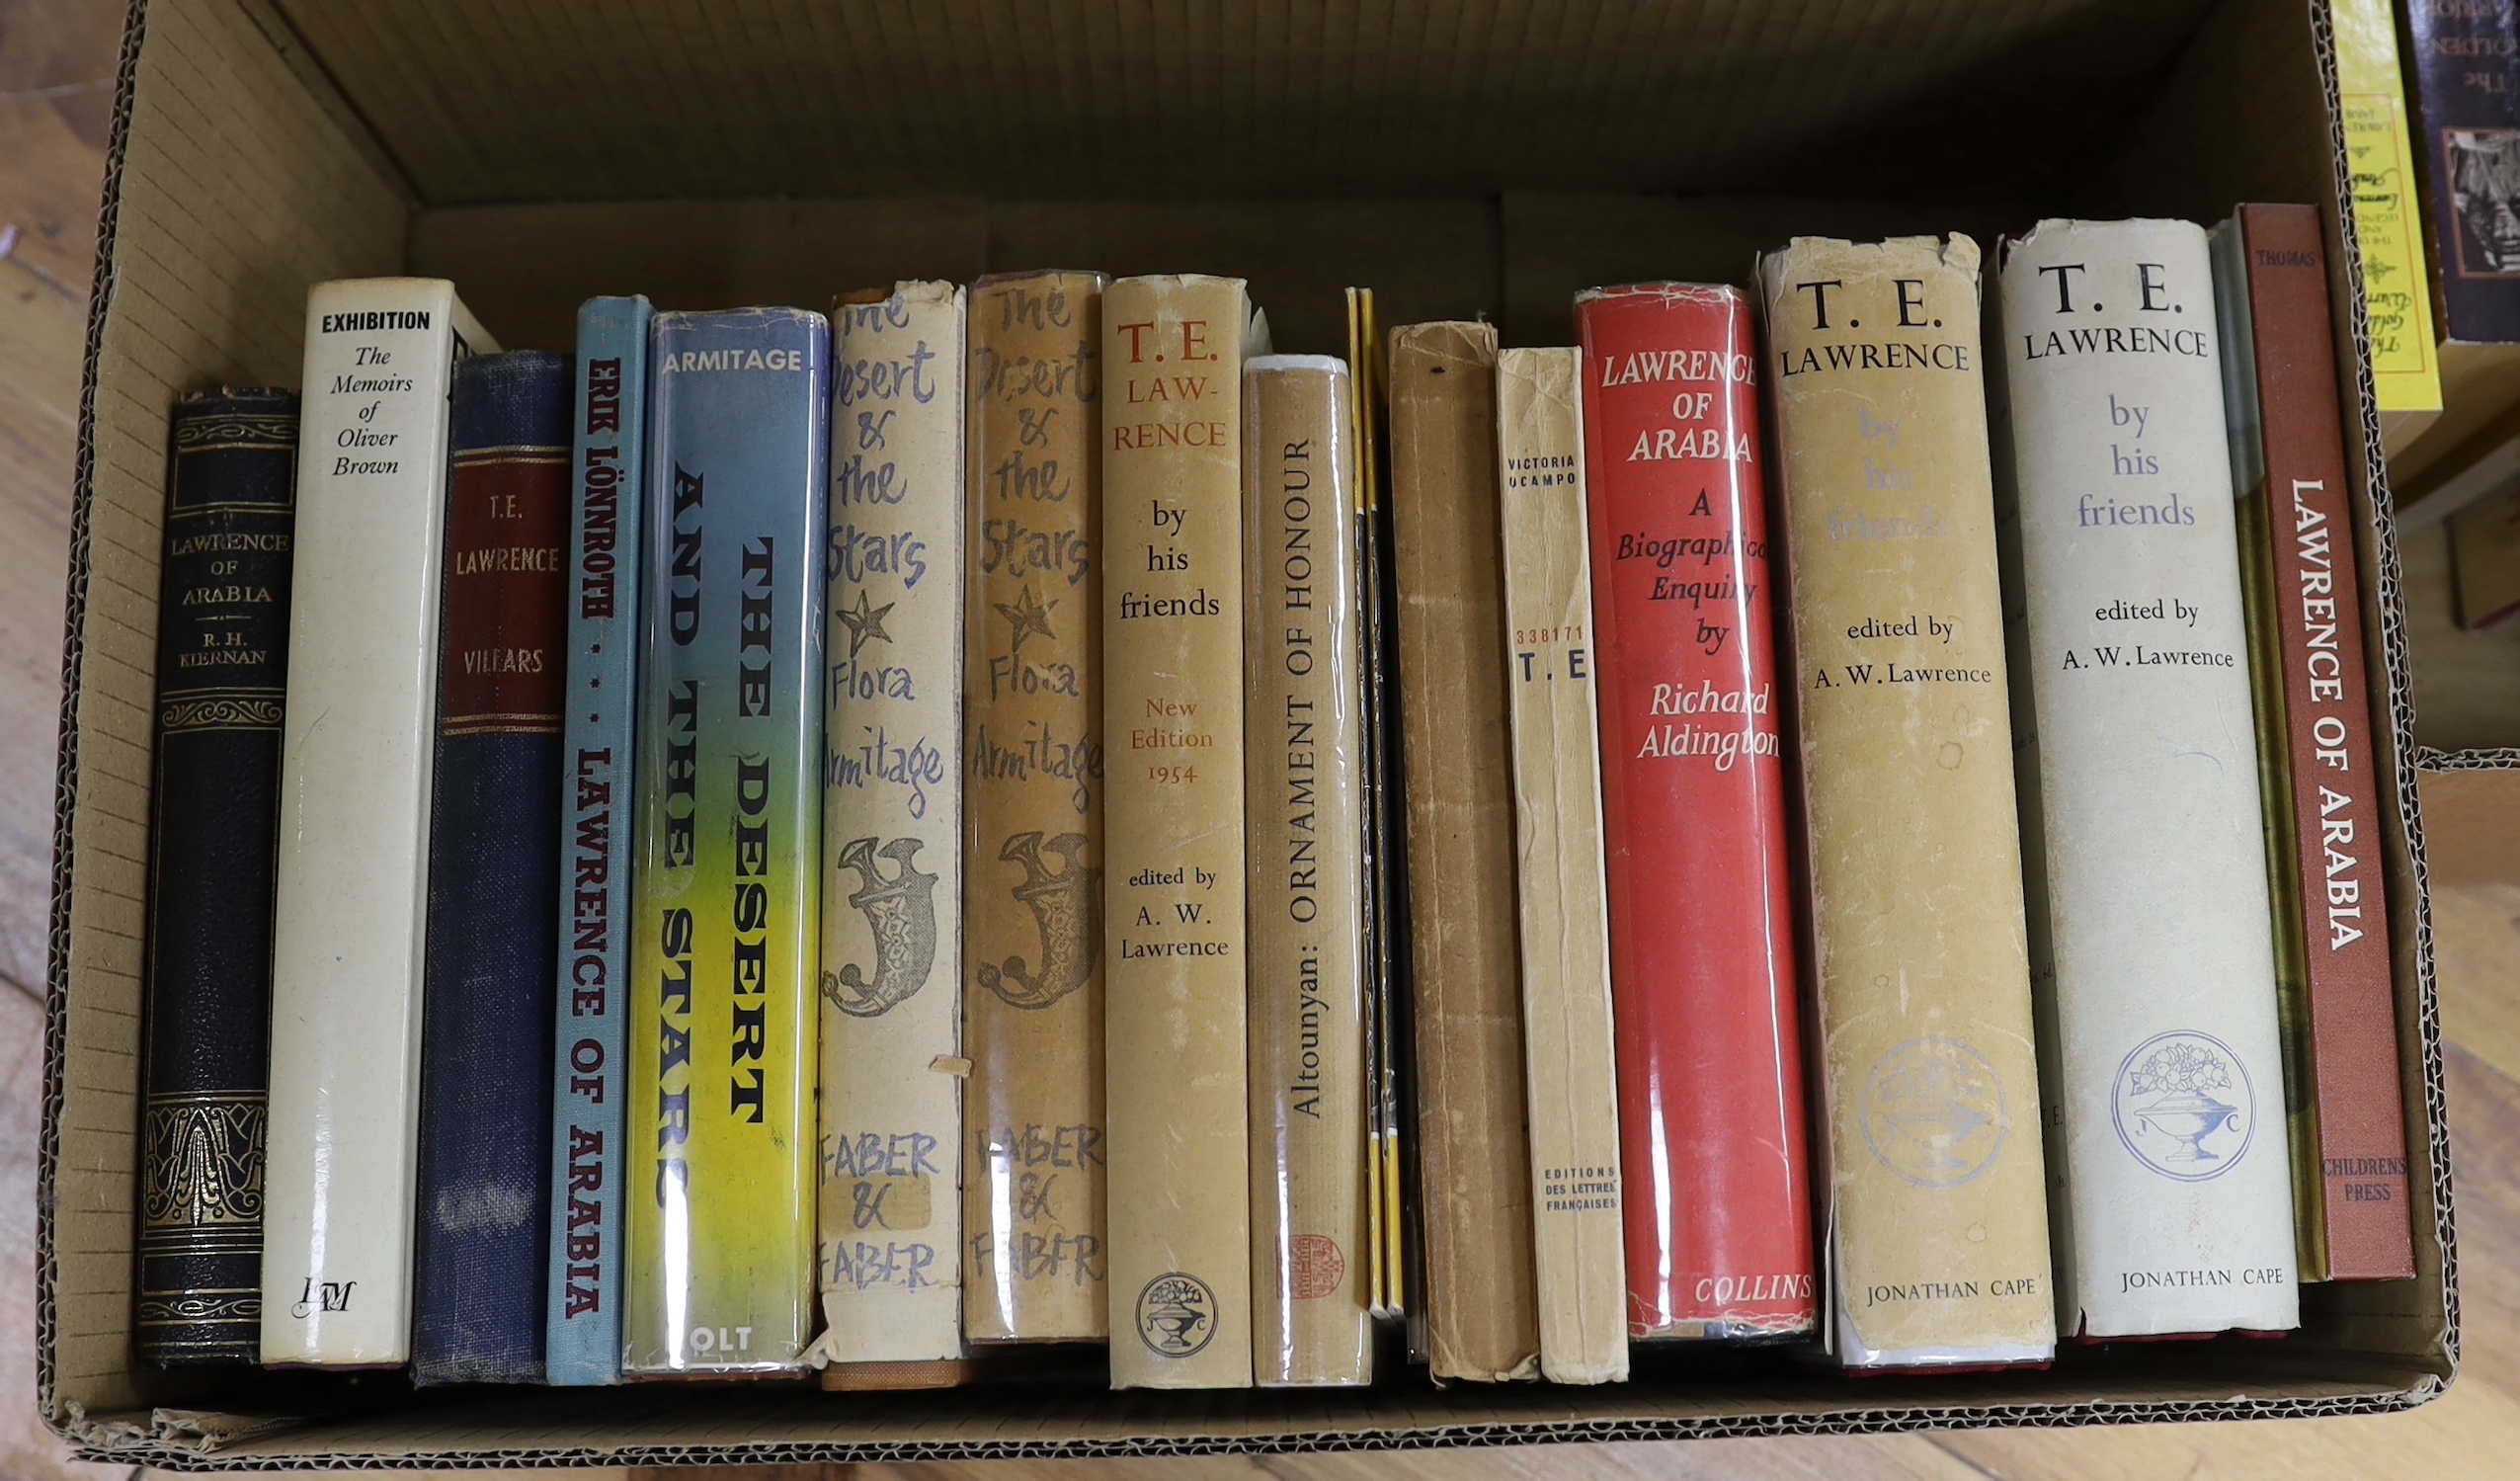 LAWRENCE
OF
ARABIA
R. H.
KIERNAN
EXHIBITION
The
Memoirs
of
Oliver
Brown
T.E.
LAWRENCE
VILLARS
ERIK LÖNNROTH • • • LAWRENCE OF ARABIA
ARMITAGE
THE DESERT
AND THE STARS
OLT
The
Desert
&
the
Stars
Flora
Armitage
FABER
&
FABER
The
Desert
&
the
Stars
Flora
Armitage
FABER
&
FABER
T. E.
LAW-
RENCE
by
his
friends
New
Edition
1954
edited by
A. W.
Lawrence
J C
Altounyan: ORNAMENT OF HONOUR
VICTORIA
OCAMPO
338171
T. E
EDITIONS
DES LETTRES
FRANÇAISES
LAWRENCE
OF
ARABIA
A
Biographical
Enquiry
by
Richard
Aldington
COLLINS
T. E.
LAWRENCE
by
his
friends
edited by
A. W. Lawrence
JONATHAN CAPE
T. E.
LAWRENCE
by
his
friends
edited by
A. W. Lawrence
J C
JONATHAN CAPE
THOMAS
LAWRENCE OF ARABIA
CHILDRENS
PRESS